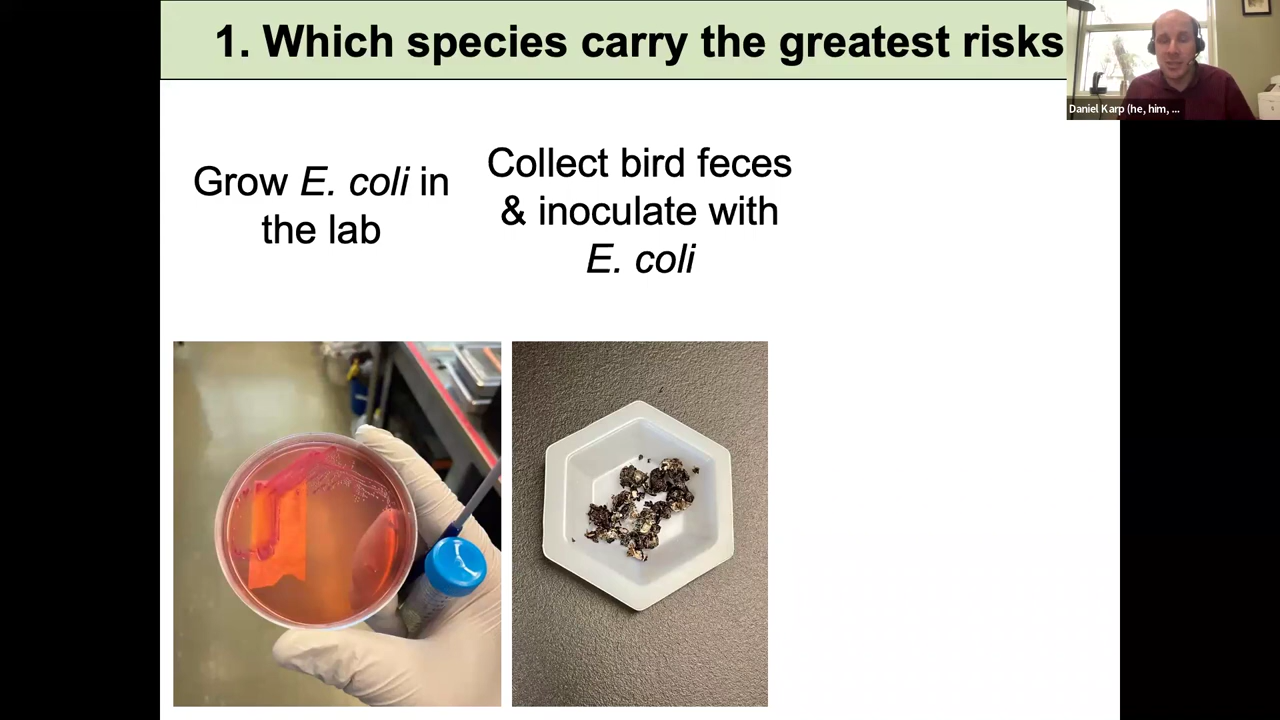 1. Which species carry the greatest risks
Daniel Karp (he, him, ...
Grow E. coli in
the lab
Collect bird feces
& inoculate with
E. coli